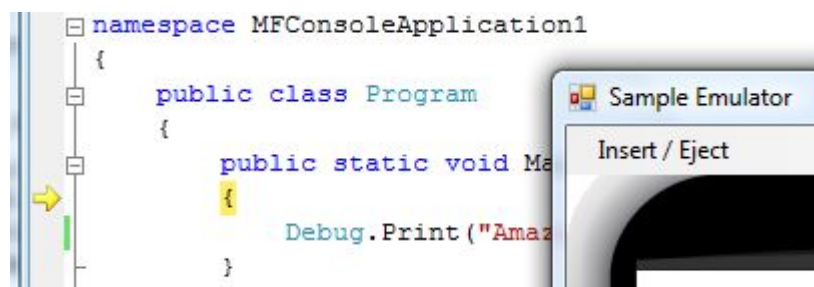 namespace MFConsoleApplication1
{
public class Program
{
public static void Ma
{
Debug.Print("Amaz
}
Sample Emulator
Insert / Eject